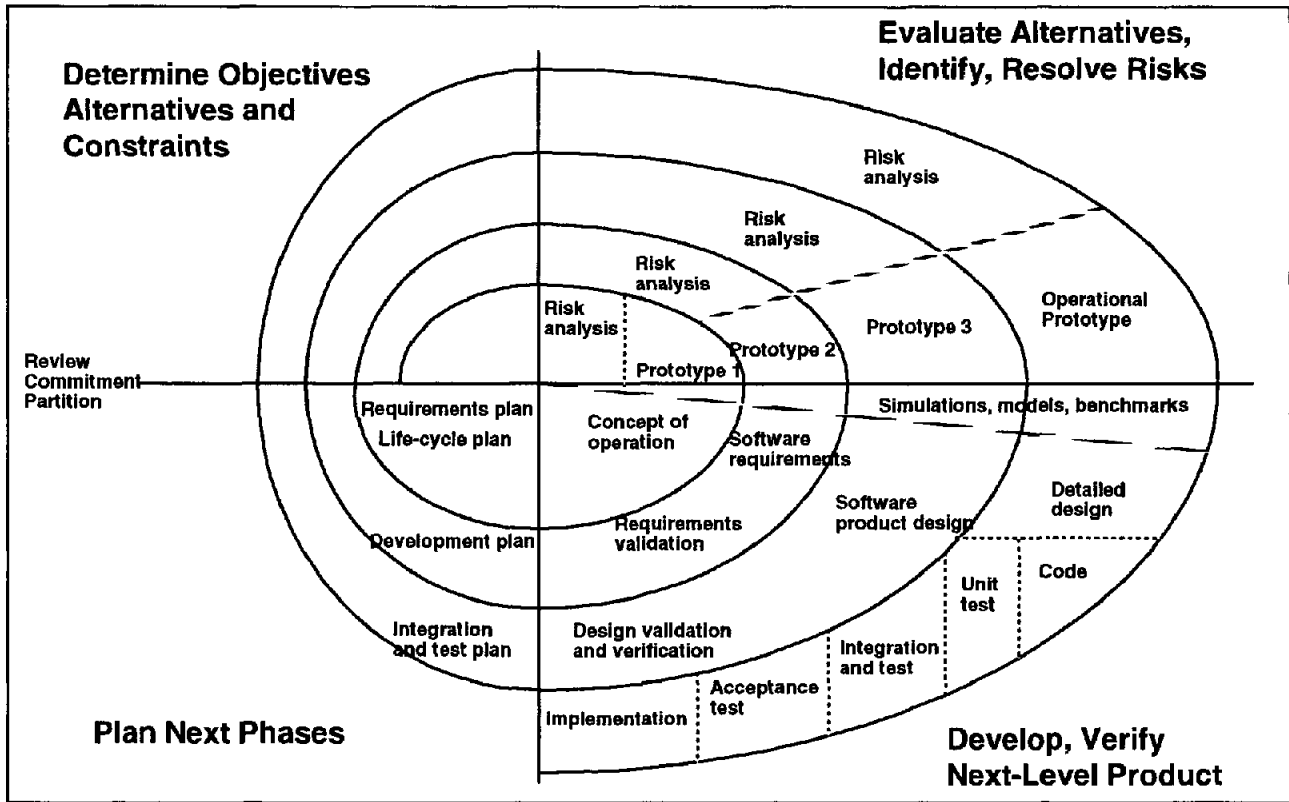 Determine Objectives
Alternatives and
Constraints
Evaluate Alternatives,
Identify, Resolve Risks
Risk
analysis
Risk
analysis
Risk
analysis
Risk
analysis
Operational
Prototype
Prototype 3
Prototype 2
Prototype 1
Review
Commitment
Partition
Requirements plan
Life-cycle plan
Concept of
operation
Simulations, models, benchmarks
Software
requirements
Detailed
design
Software
product design
Requirements
validation
Development plan
Code
Unit
test
Integration
and test plan
Design validation
and verification
Integration
and test
Acceptance
test
Implementation
Plan Next Phases
Develop, Verify
Next-Level Product